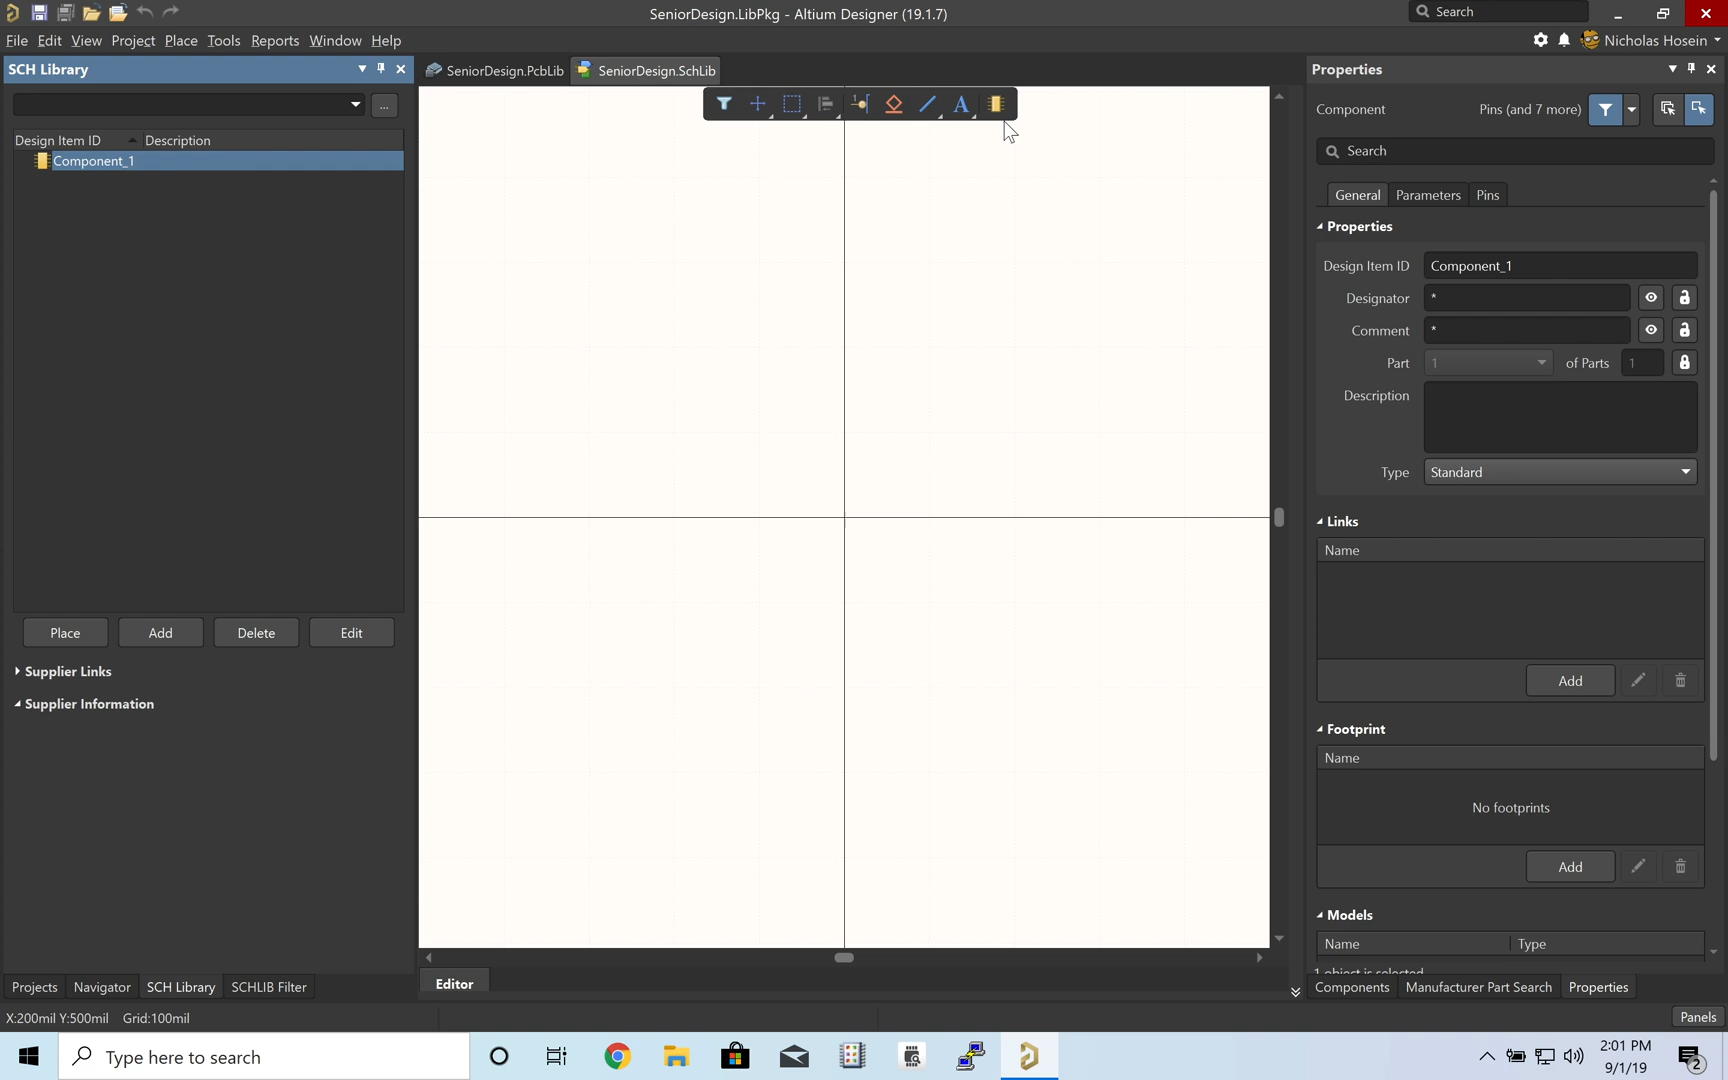 SeniorDesign.LibPkg - Altium Designer (19.1.7)
Search
File Edit View Project Place Tools Reports Window Help
Nicholas Hosein
SCH Library
SeniorDesign.PcbLib
SeniorDesign.SchLib
Properties
...
A
Component
Pins (and 7 more)
Design Item ID
Description
Component_1
Search
General Parameters Pins
Properties
Design Item ID Component_1
Designator *
Comment *
Part 1 of Parts 1
Description
Type Standard
Links
Name
Place Add Delete Edit
Supplier Links
Add
Supplier Information
Footprint
Name
No footprints
Add
Models
Name Type
1 object is selected
Editor
Projects Navigator SCH Library SCHLIB Filter
Components Manufacturer Part Search Properties
X:200mil Y:500mil Grid:100mil
Panels
Type here to search
2:01 PM
9/1/19
2